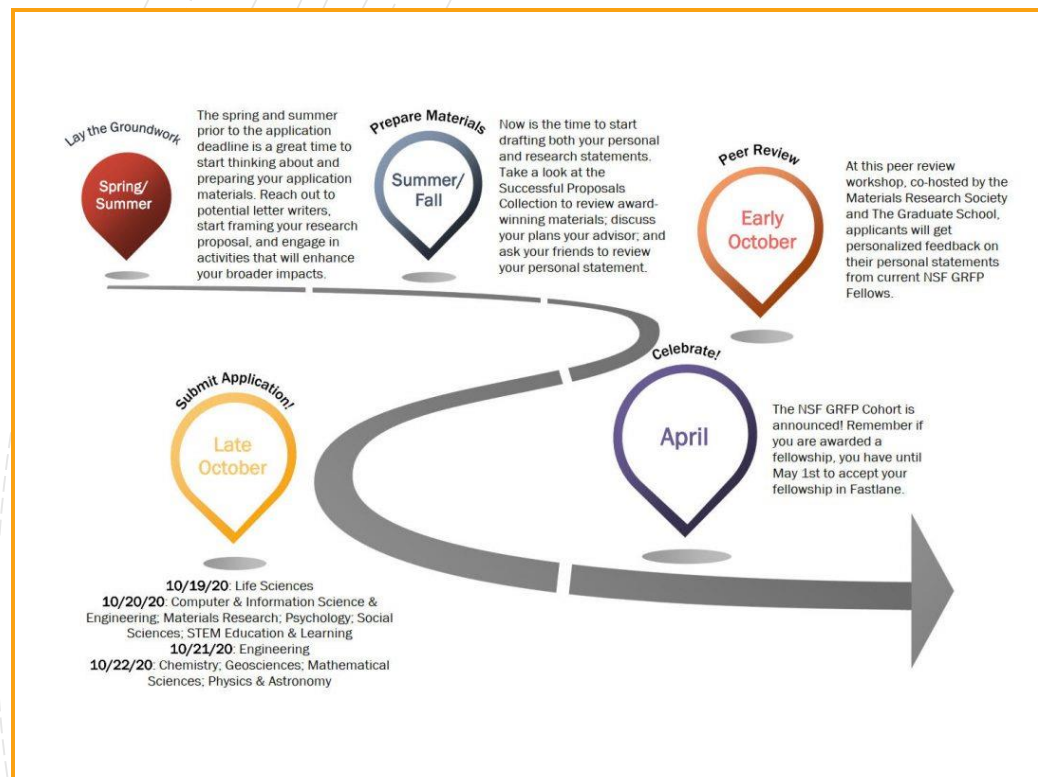 Lay the Groundwork
Spring/
Summer
The spring and summer
prior to the application
deadline is a great time to
start thinking about and
preparing your application
materials. Reach out to
potential letter writers,
start framing your research
proposal, and engage in
activities that will enhance
your broader impacts.
Prepare Materials
Summer/
Fall
Now is the time to start
drafting both your personal
and research statements.
Take a look at the
Successful Proposals
Collection to review award-
winning materials; discuss
your plans your advisor; and
ask your friends to review
your personal statement.
Peer Review
Early
October
At this peer review
workshop, co-hosted by the
Materials Research Society
and The Graduate School,
applicants will get
personalized feedback on
their personal statements
from current NSF GRFP
Fellows.
Submit Application!
Late
October
10/19/20: Life Sciences
10/20/20: Computer & Information Science &
Engineering; Materials Research; Psychology; Social
Sciences; STEM Education & Learning
10/21/20: Engineering
10/22/20: Chemistry; Geosciences; Mathematical
Sciences; Physics & Astronomy
Celebrate!
April
The NSF GRFP Cohort is
announced! Remember if
you are awarded a
fellowship, you have until
May 1st to accept your
fellowship in Fastlane.